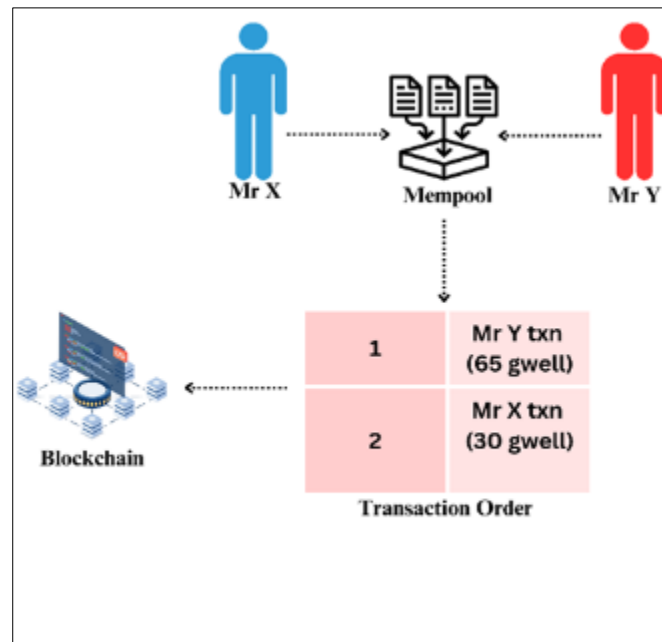 Mr X
Mempool
Mr Y
1
Mr Y txn
(65 gwell)
2
Mr X txn
(30 gwell)
Blockchain
Transaction Order